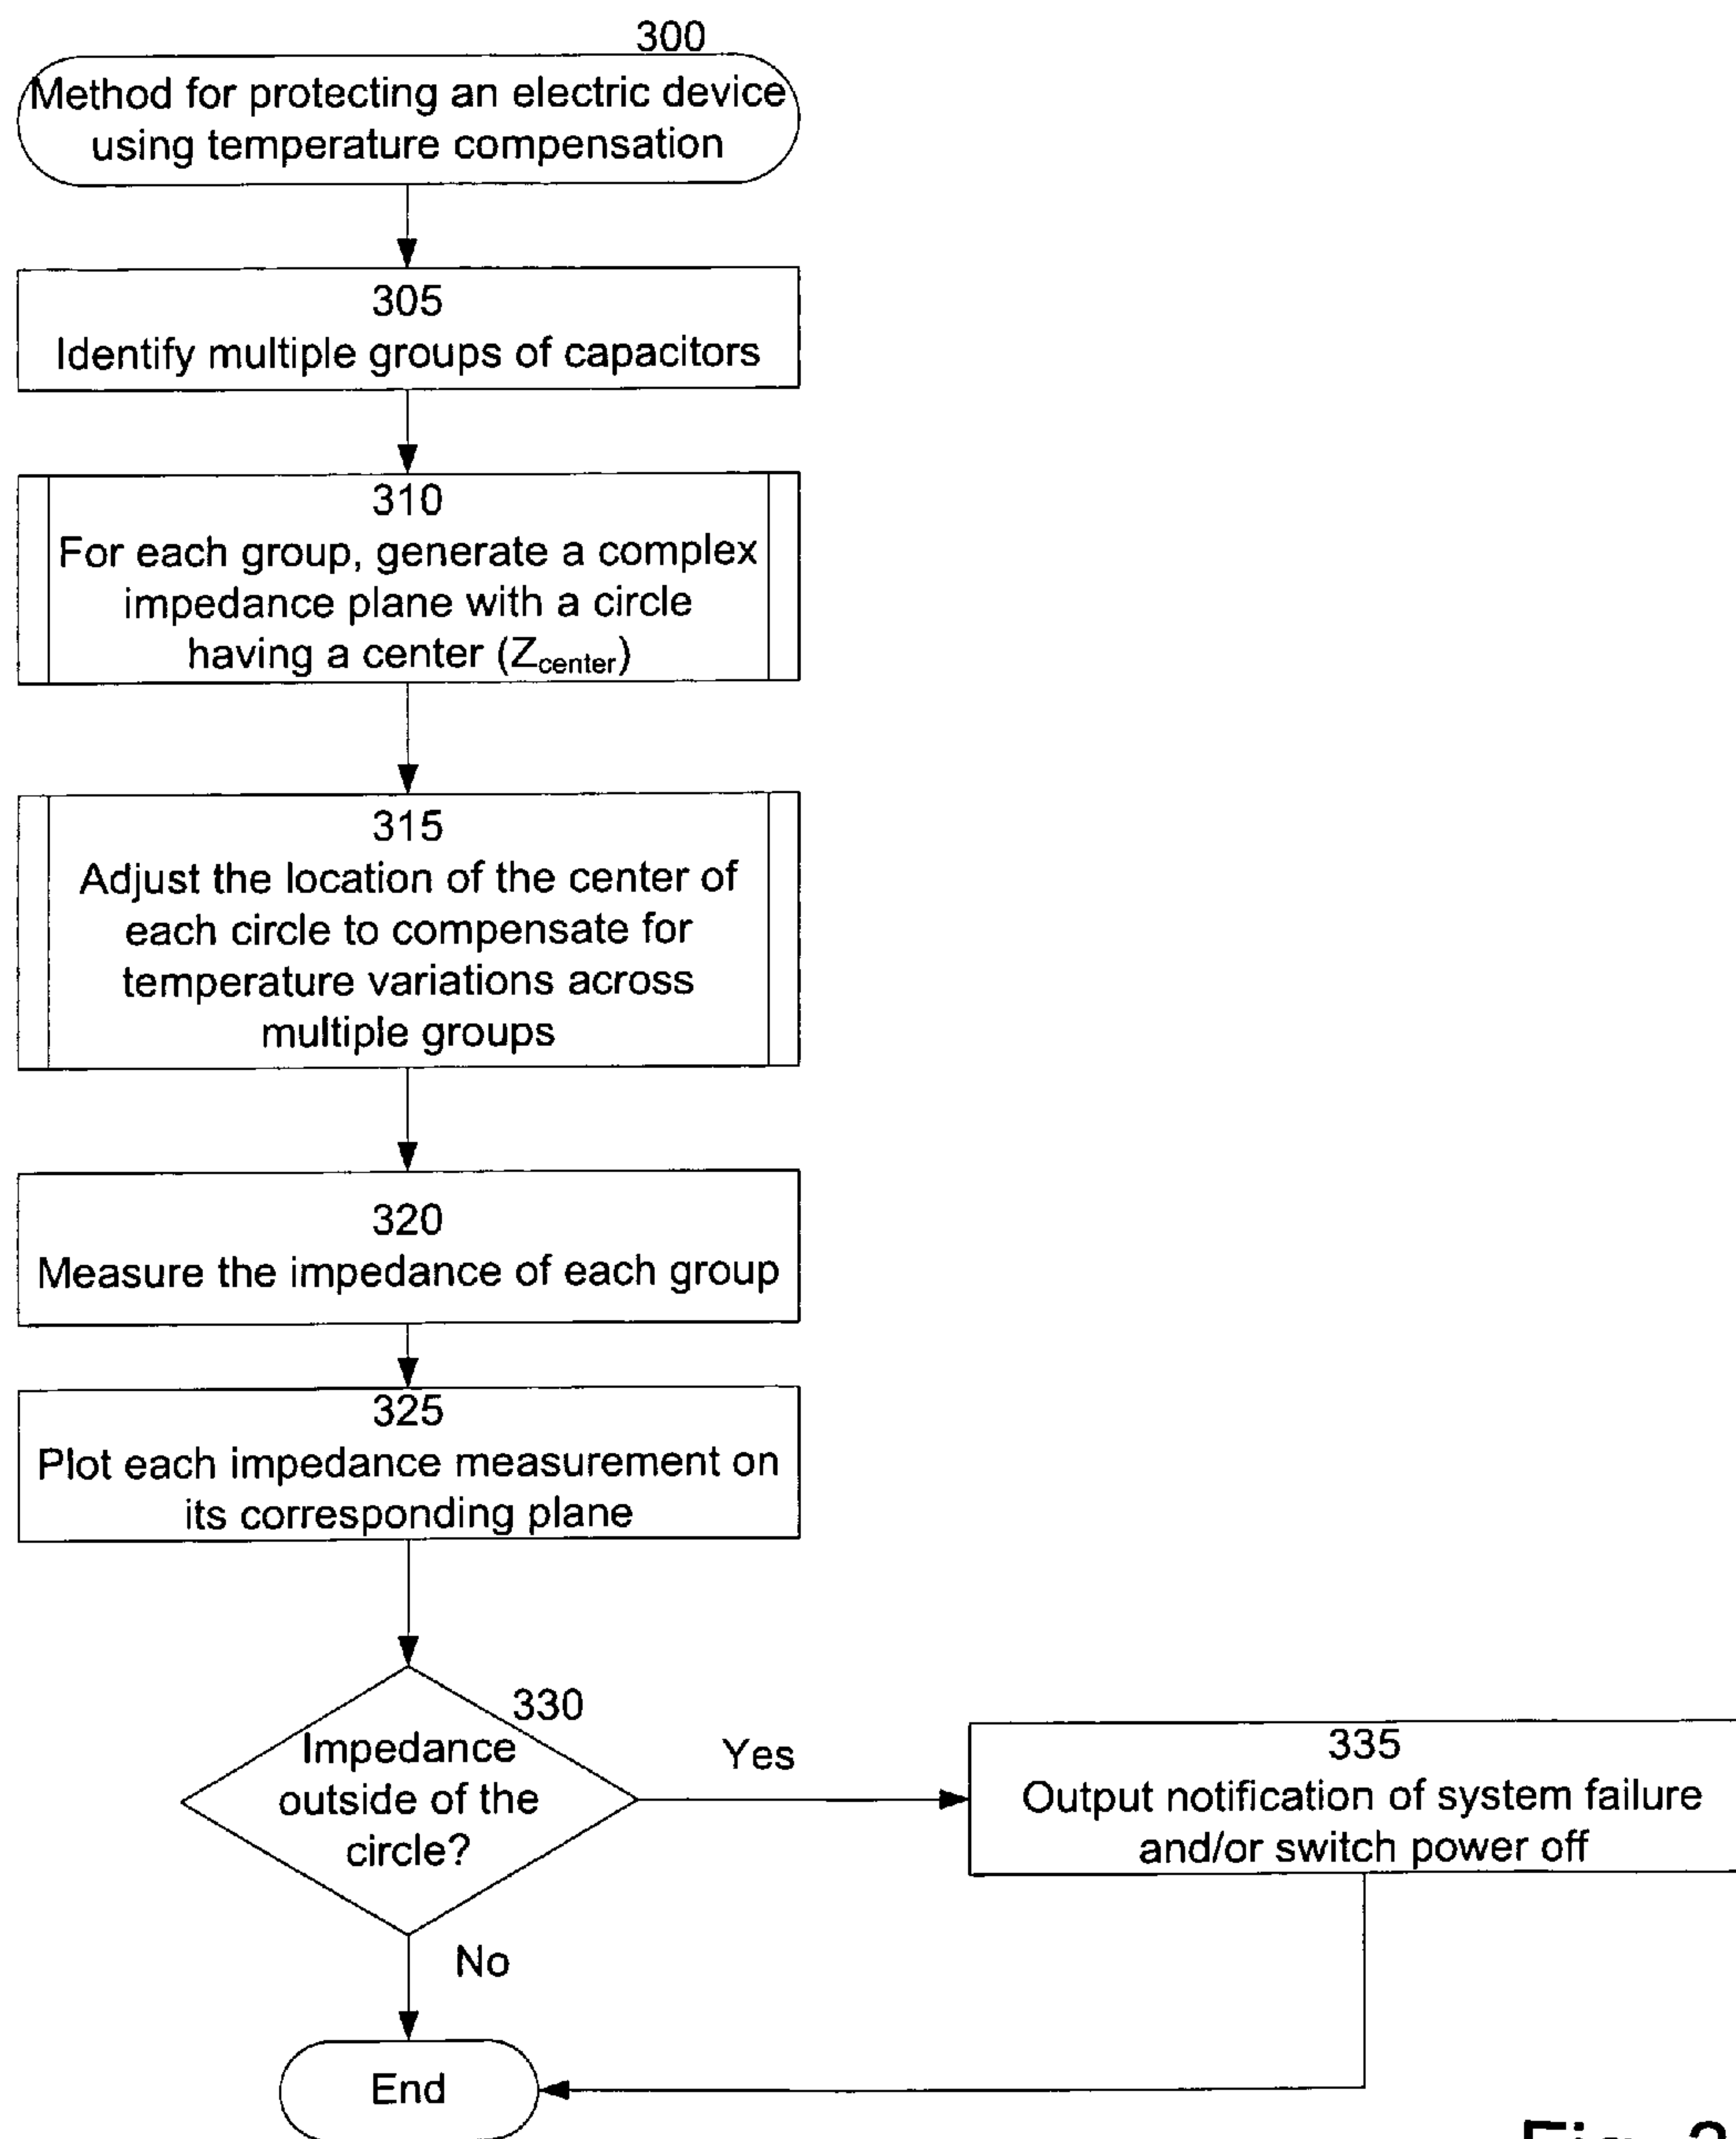 300
Method for protecting an electric device
using temperature compensation
305
Identify multiple groups of capacitors
310
For each group, generate a complex
impedance plane with a circle
having a center (Zcenter)
315
Adjust the location of the center of
each circle to compensate for
temperature variations across
multiple groups
320
Measure the impedance of each group
325
Plot each impedance measurement on
its corresponding plane
330
Impedance
outside of the
circle?
Yes
335
Output notification of system failure
and/or switch power off
No
End